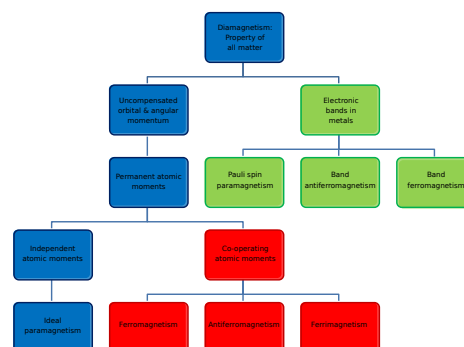 Diamagnetism:
Property of
all matter
Uncompensated
orbital & angular
momentum
Electronic
bands in
metals
Permanent atomic
moments
Pauli spin
paramagnetism
Band
antiferromagnetism
Band
ferromagnetism
Independent
atomic moments
Co-operating
atomic moments
Ideal
paramagnetism
Ferromagnetism
Antiferromagnetism
Ferrimagnetism